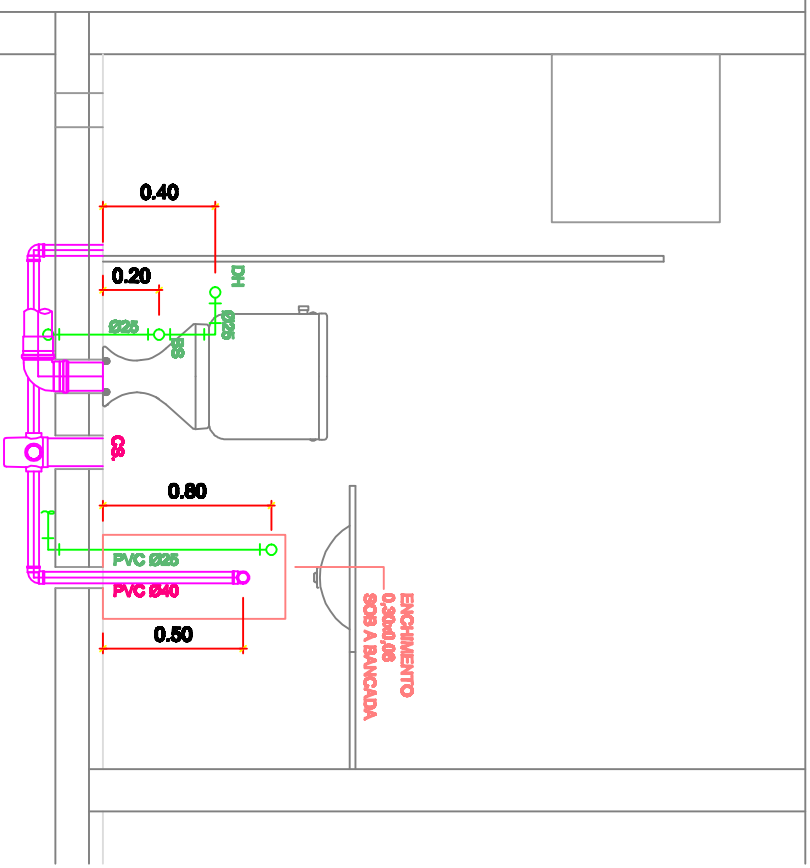 0.40
0.20
DH
Ø25
Ø25
BS
CS.
0.80
PVC Ø25
PVC Ø40
0.50
ENCHIMENTO
0,30x0,06
SOB A BANCADA